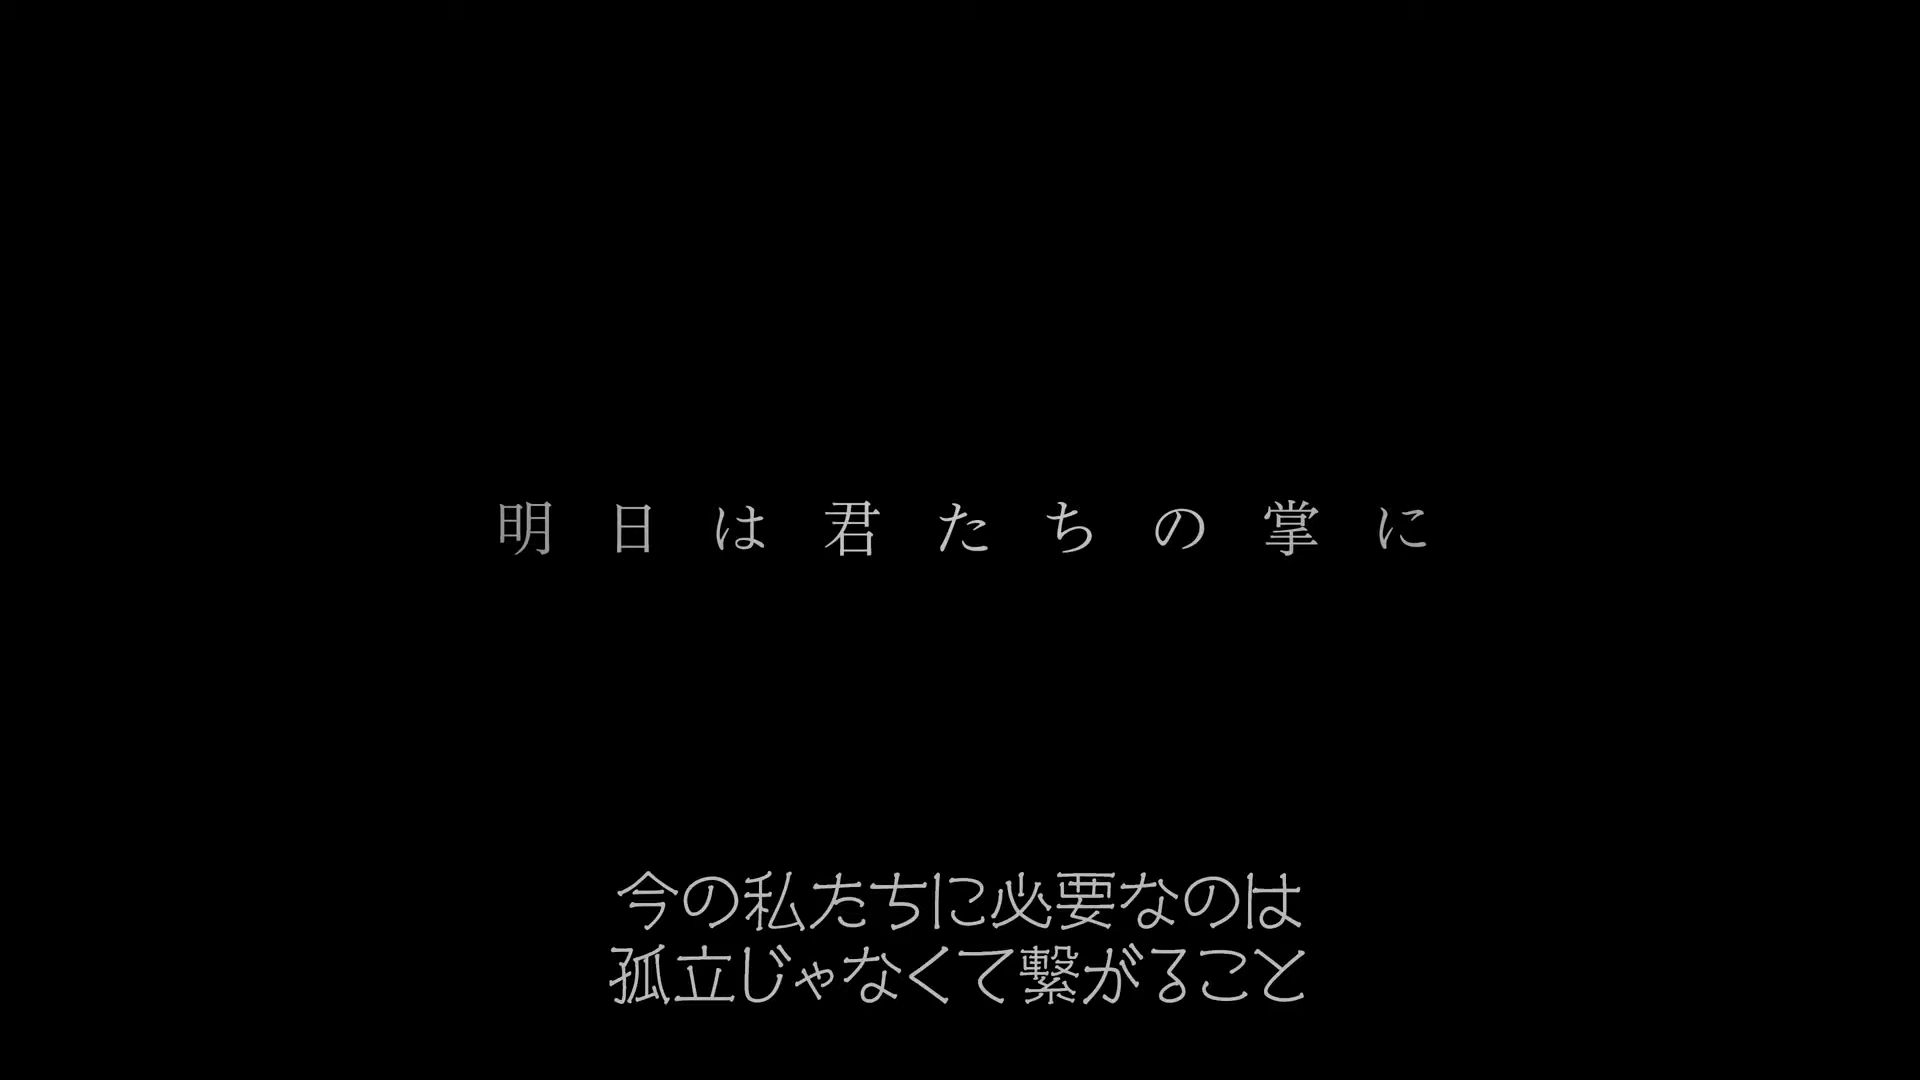 明日は君たちの掌に
今の私たちに必要なのは
孤立じゃなくて繋がること